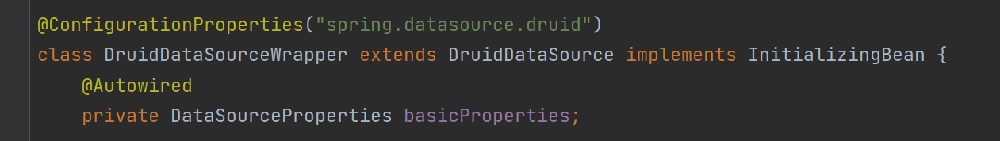 @ConfigurationProperties("spring.datasource.druid")
class DruidDataSourceWrapper extends DruidDataSource implements InitializingBean {
    @Autowired
    private DataSourceProperties basicProperties;